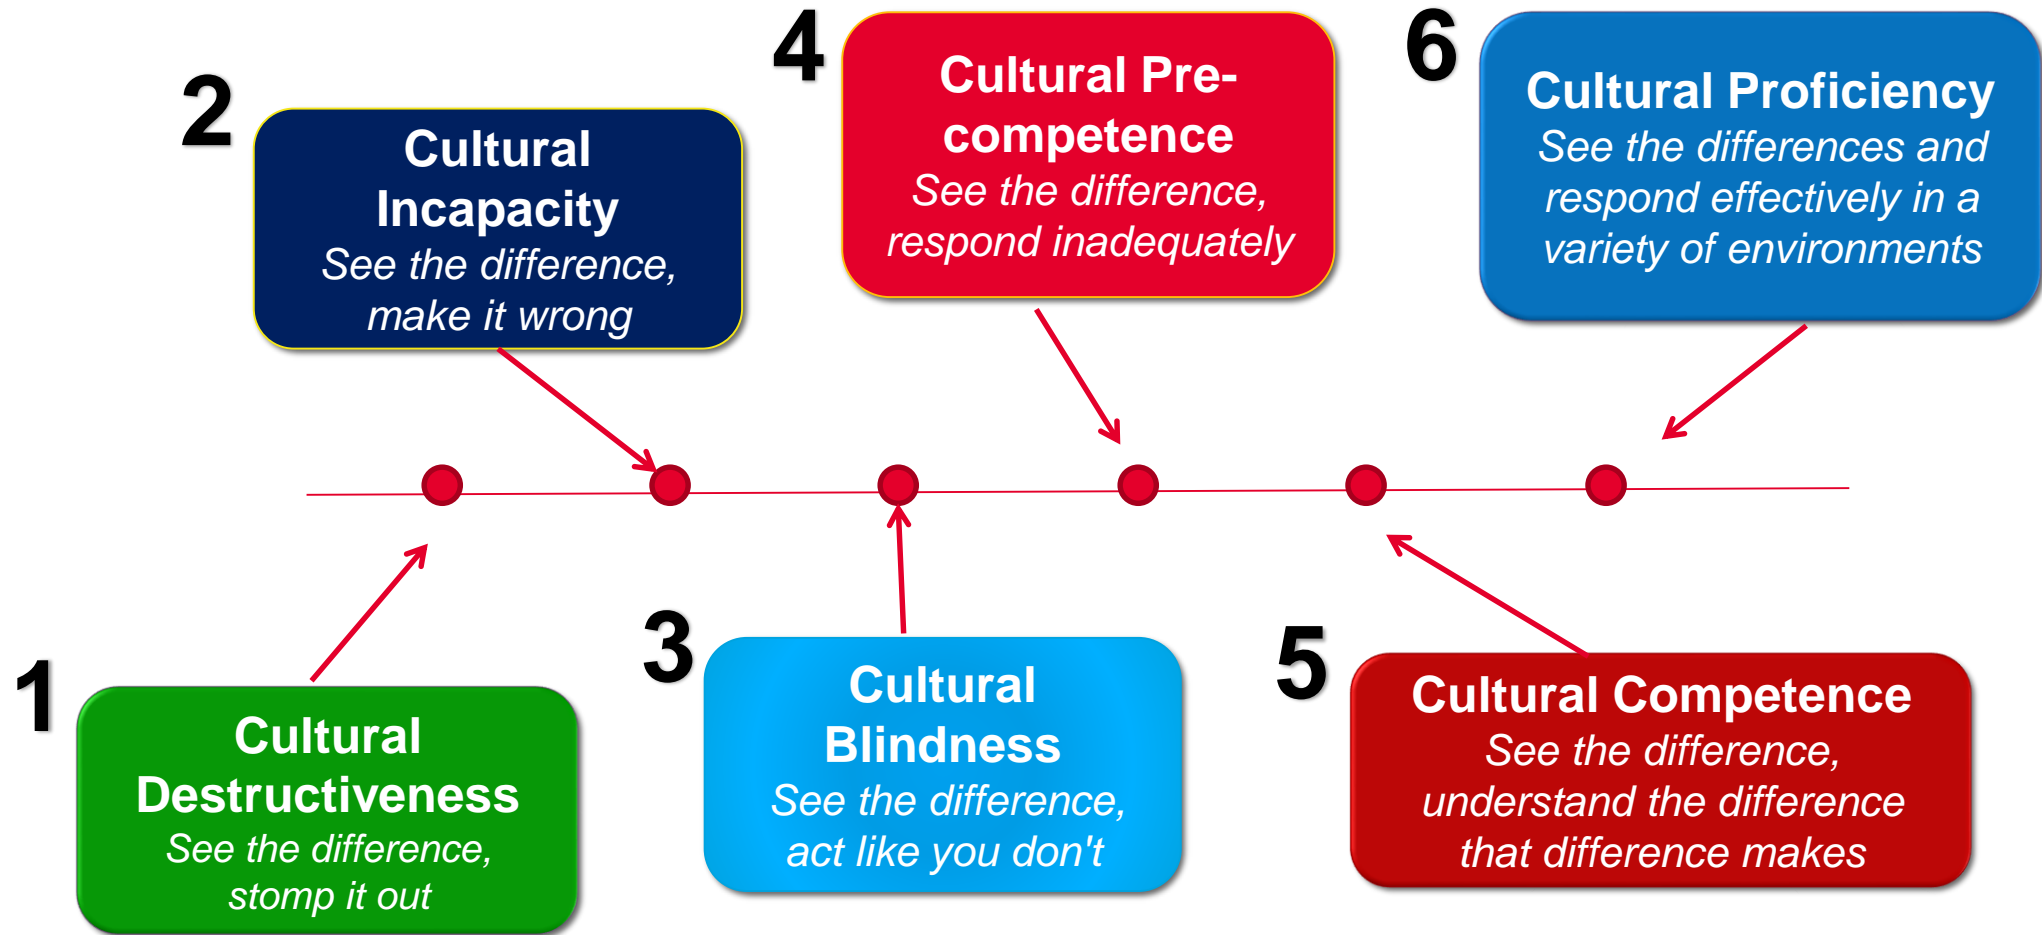 1
Cultural
Destructiveness
See the difference,
stomp it out
2
Cultural
Incapacity
See the difference,
make it wrong
3
Cultural
Blindness
See the difference,
act like you don't
4
Cultural Pre-
competence
See the difference,
respond inadequately
5
Cultural Competence
See the difference,
understand the difference
that difference makes
6
Cultural Proficiency
See the differences and
respond effectively in a
variety of environments